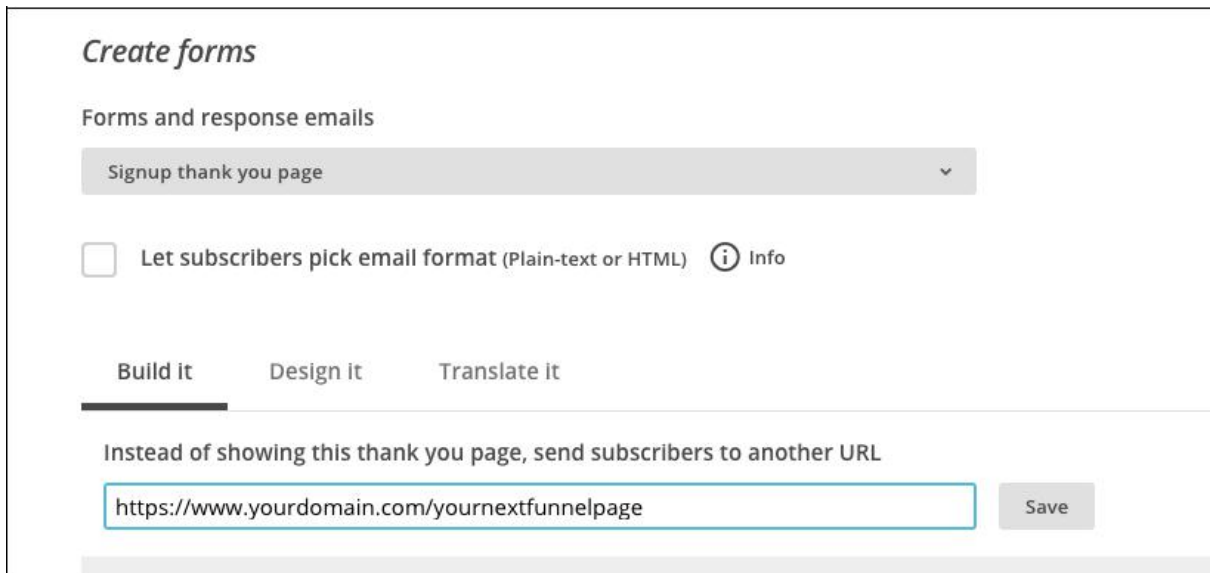 Create forms
Forms and response emails
Signup thank you page
Let subscribers pick email format (Plain-text or HTML) Info
Build it Design it Translate it
Instead of showing this thank you page, send subscribers to another URL
https://www.yourdomain.com/yournextfunnelpage Save